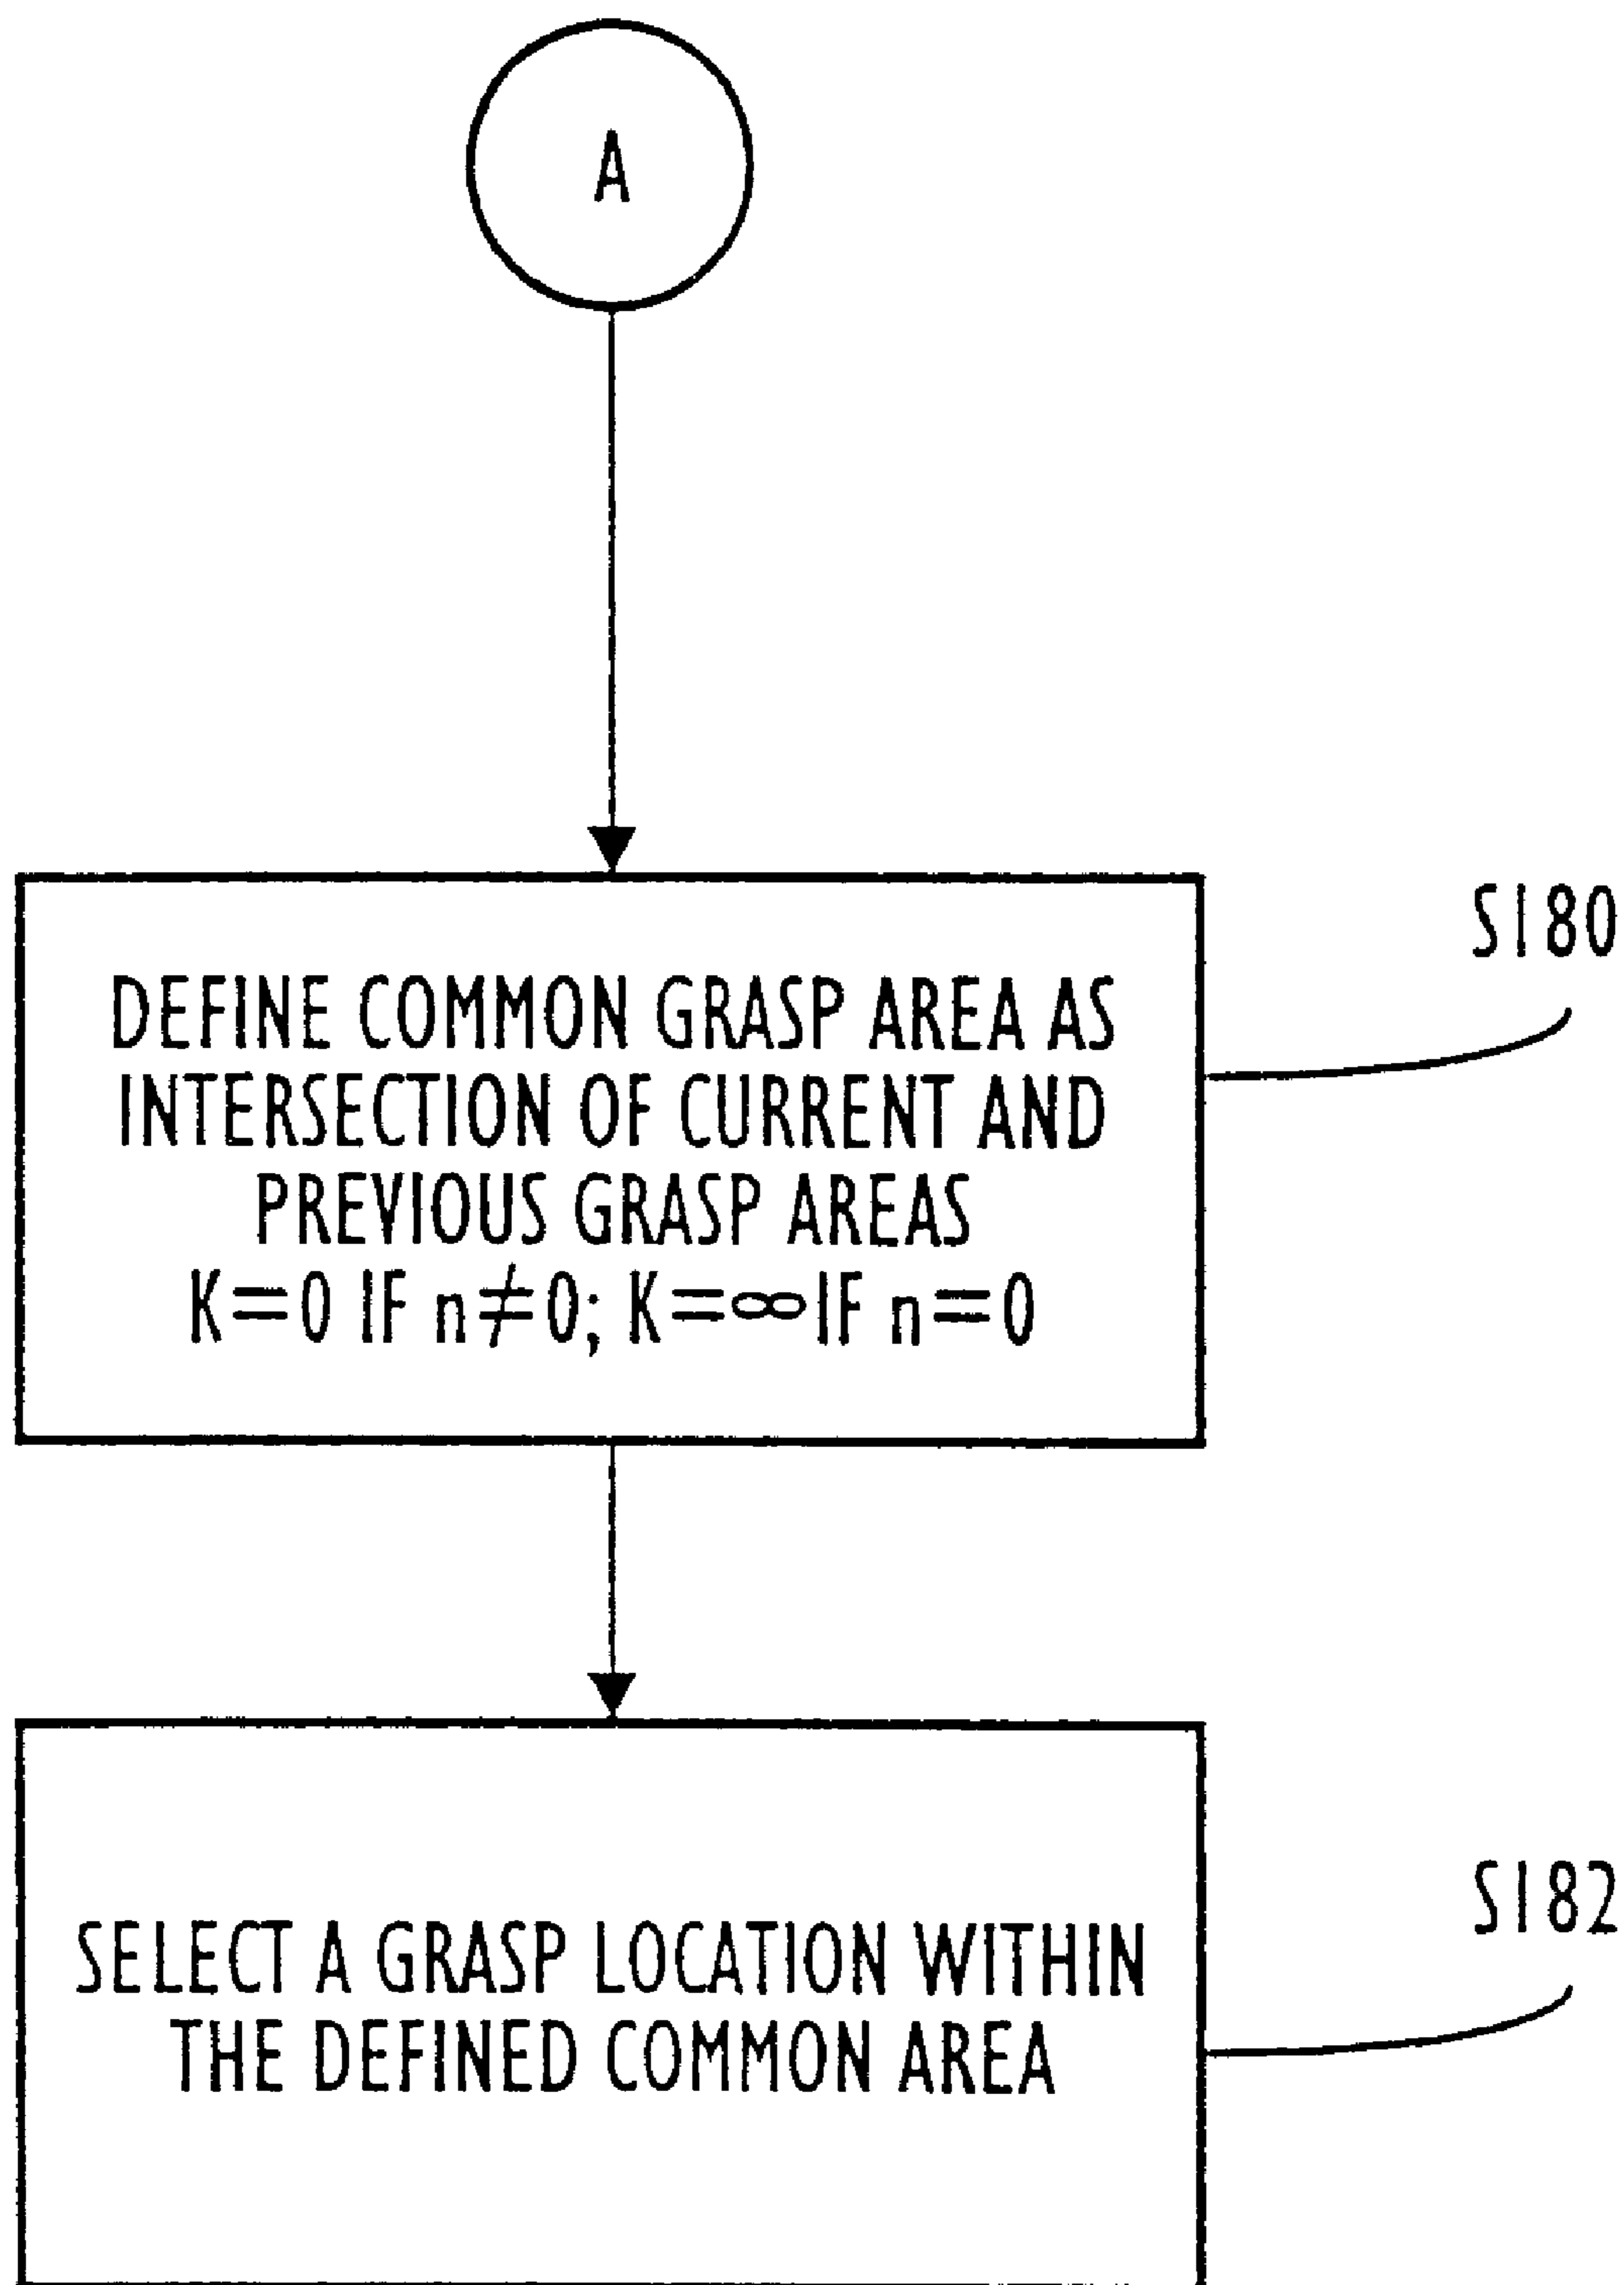 A
S180
DEFINE COMMON GRASP AREA AS
INTERSECTION OF CURRENT AND
PREVIOUS GRASP AREAS
K=0 IF n≠0; K=∞ IF n=0
S182
SELECT A GRASP LOCATION WITHIN
THE DEFINED COMMON AREA